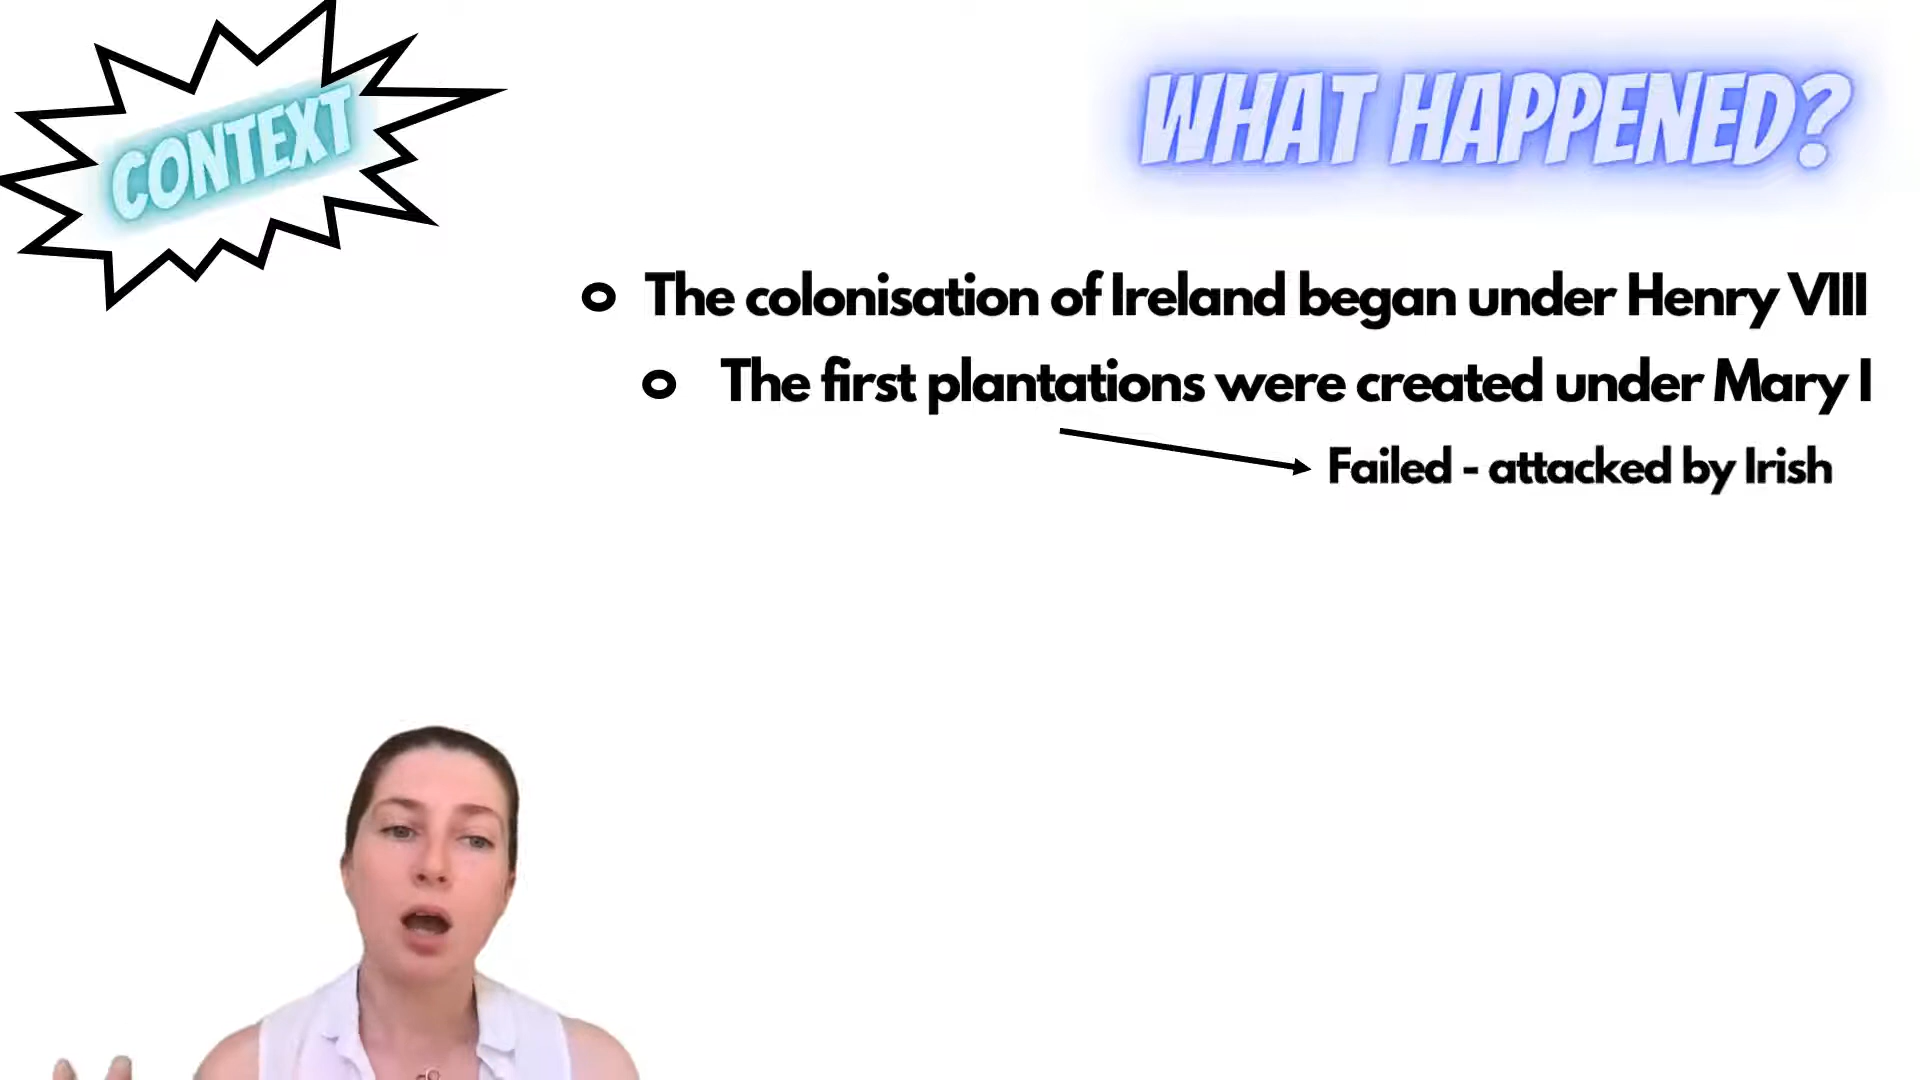 CONTEXT
WHAT HAPPENED?
The colonisation of Ireland began under Henry VIII
The first plantations were created under Mary I
Failed - attacked by Irish